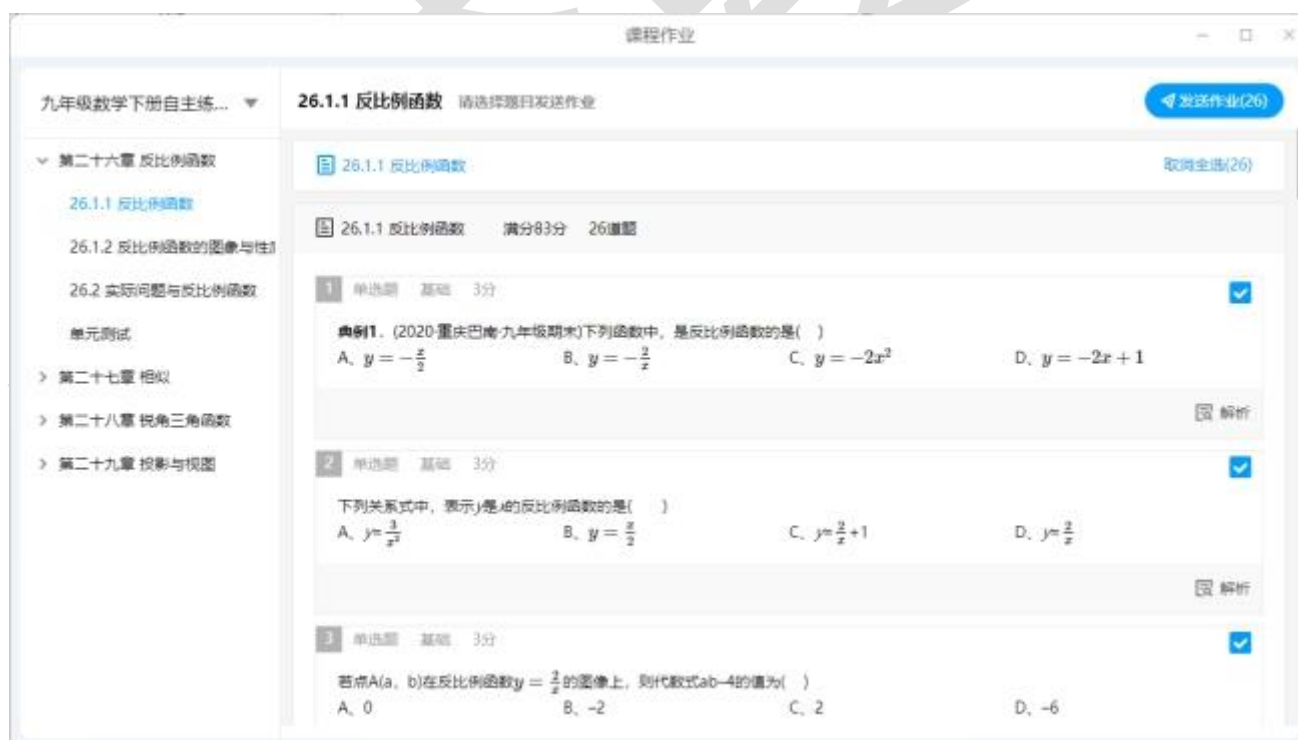 课程作业
九年级数学下册自主练... ▼
26.1.1 反比例函数 请选择题目发送作业
发送作业(26)
第二十六章 反比例函数
26.1.1 反比例函数
26.1.2 反比例函数的图象与性质
26.2 实际问题与反比例函数
单元测试
第二十七章 相似
第二十八章 锐角三角函数
第二十九章 投影与视图
26.1.1 反比例函数 取消全选(26)
26.1.1 反比例函数 满分83分 26道题
1 单选题 基础 3分
典例1. (2020·重庆巴南·九年级期末)下列函数中，是反比例函数的是( )
A、y = −x/2 B、y = −2/x C、y = −2x² D、y = −2x + 1
解析
2 单选题 基础 3分
下列关系式中，表示y是x的反比例函数的是( )
A、y=3/x² B、y = x/2 C、y=2/x+1 D、y=2/x
解析
3 单选题 基础 3分
若点A(a，b)在反比例函数y = 2/x的图像上，则代数式ab–4的值为( )
A、0 B、–2 C、2 D、–6